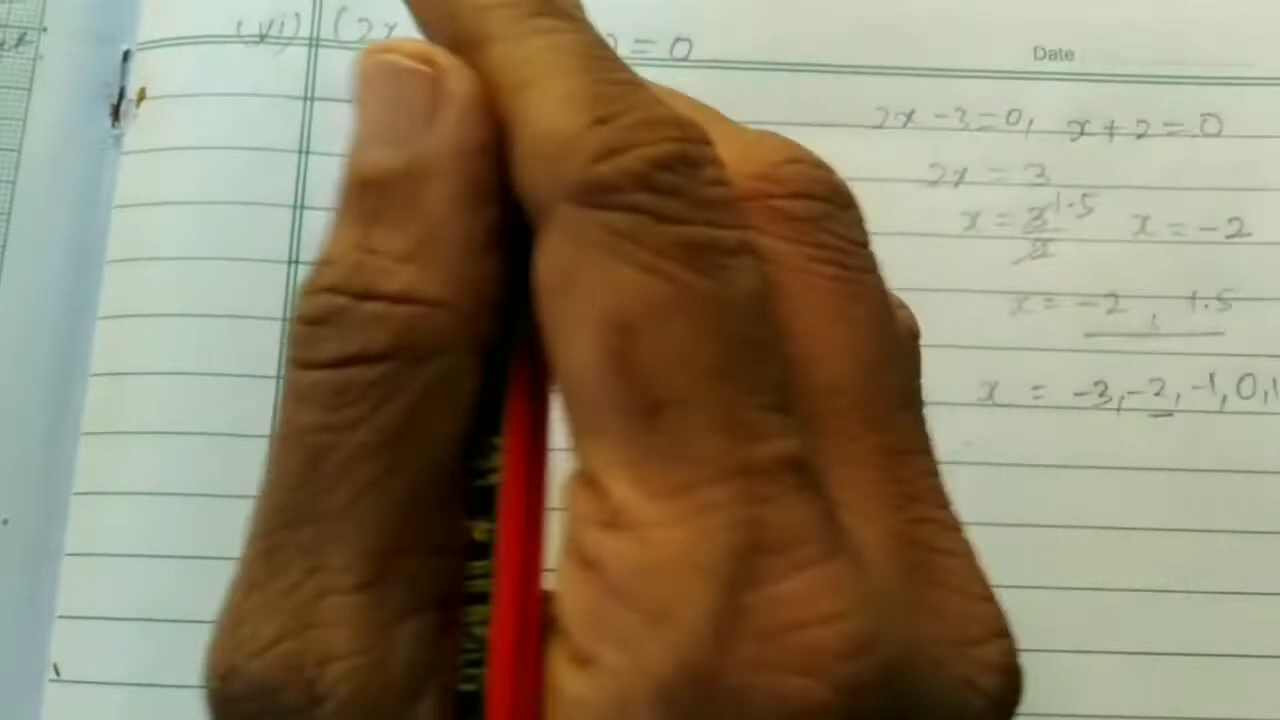 (vi) (2x = 0
Date
2x - 3 = 0, x + 2 = 0
2x = 3
x = 3/2 1.5 x = -2
x = -2, 1.5
x = -3, -2, -1, 0, 1